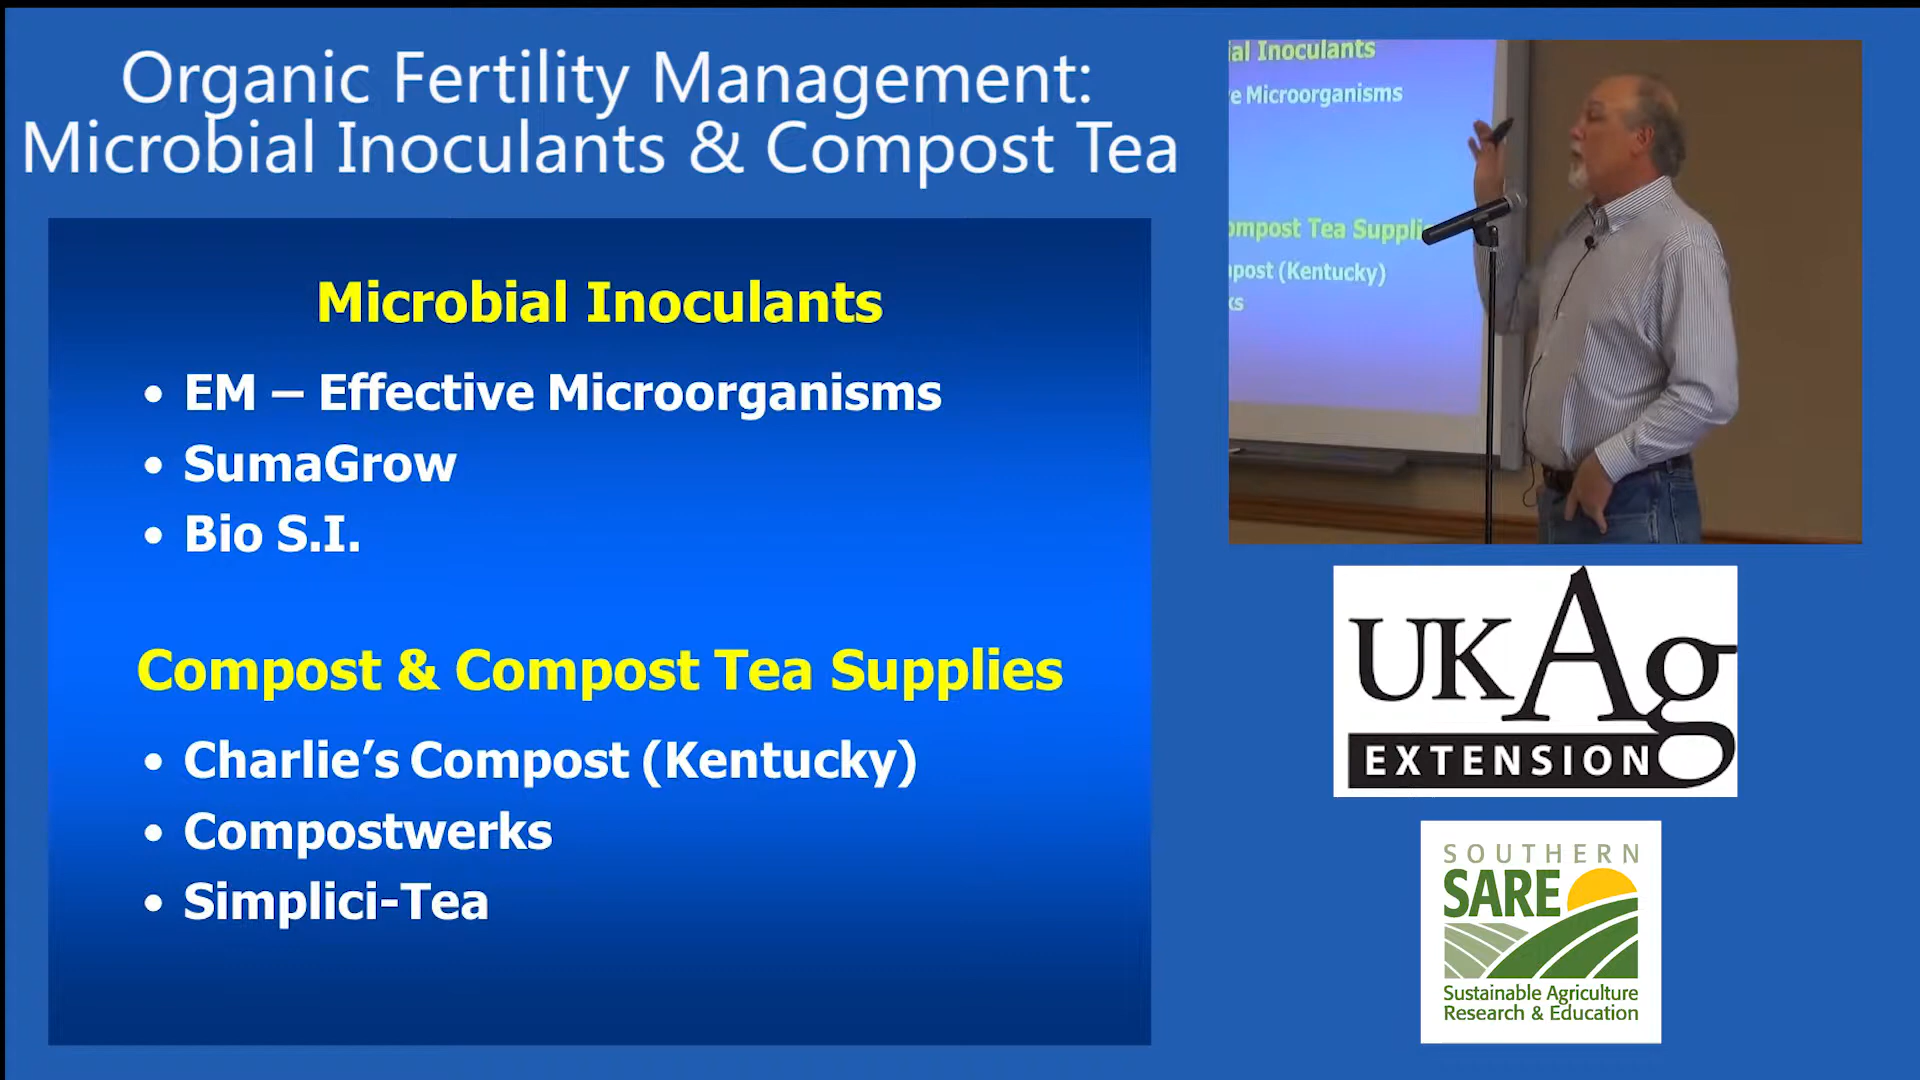 Organic Fertility Management:
Microbial Inoculants & Compost Tea
Microbial Inoculants
• EM – Effective Microorganisms
• SumaGrow
• Bio S.I.
Compost & Compost Tea Supplies
• Charlie’s Compost (Kentucky)
• Compostwerks
• Simplici-Tea
ial Inoculants
e Microorganisms
ompost Tea Suppli
post (Kentucky)
ks
UKAg
EXTENSION
SOUTHERN
SARE
Sustainable Agriculture
Research & Education